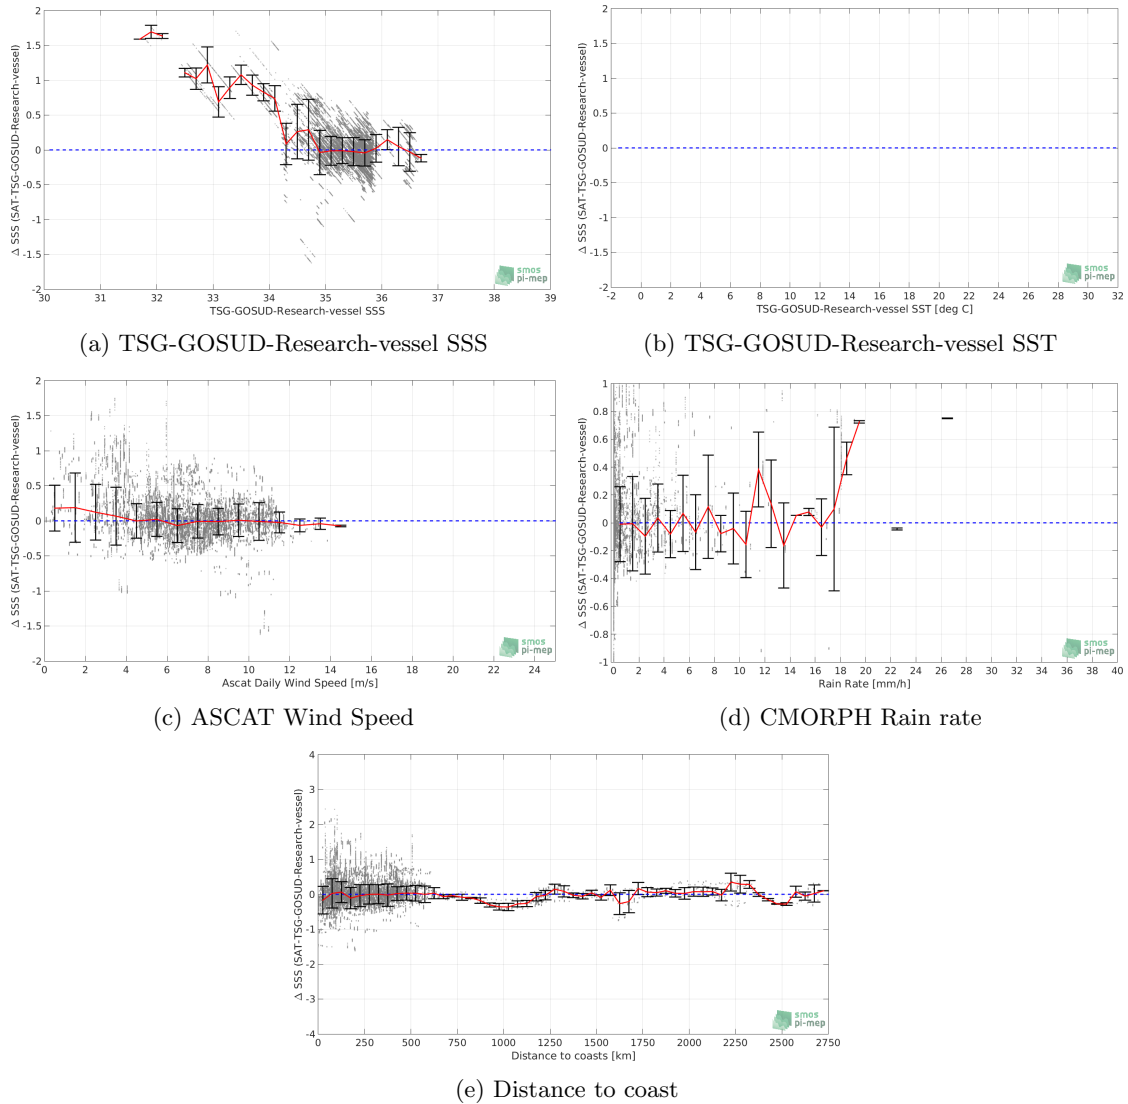 Δ SSS (SAT-TSG-GOSUD-Research-vessel)
2
1.5
1
0.5
0
-0.5
-1
-1.5
-2
30 31 32 33 34 35 36 37 38 39
TSG-GOSUD-Research-vessel SSS
smos
pi-mep
(a) TSG-GOSUD-Research-vessel SSS
Δ SSS (SAT-TSG-GOSUD-Research-vessel)
2
1.5
1
0.5
0
-0.5
-1
-1.5
-2
-2 0 2 4 6 8 10 12 14 16 18 20 22 24 26 28 30 32
TSG-GOSUD-Research-vessel SST [deg C]
smos
pi-mep
(b) TSG-GOSUD-Research-vessel SST
Δ SSS (SAT-TSG-GOSUD-Research-vessel)
2
1.5
1
0.5
0
-0.5
-1
-1.5
-2
0 2 4 6 8 10 12 14 16 18 20 22 24
Ascat Daily Wind Speed [m/s]
smos
pi-mep
(c) ASCAT Wind Speed
Δ SSS (SAT-TSG-GOSUD-Research-vessel)
1
0.8
0.6
0.4
0.2
0
-0.2
-0.4
-0.6
-0.8
-1
0 2 4 6 8 10 12 14 16 18 20 22 24 26 28 30 32 34 36 38 40
Rain Rate [mm/h]
smos
pi-mep
(d) CMORPH Rain rate
Δ SSS (SAT-TSG-GOSUD-Research-vessel)
4
3
2
1
0
-1
-2
-3
-4
0 250 500 750 1000 1250 1500 1750 2000 2250 2500 2750
Distance to coasts [km]
smos
pi-mep
(e) Distance to coast